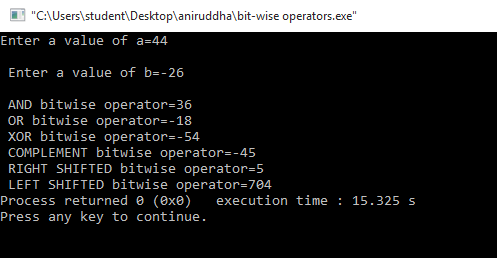 "C:\Users\student\Desktop\aniruddha\bit-wise operators.exe"
Enter a value of a=44
Enter a value of b=-26
AND bitwise operator=36
OR bitwise operator=-18
XOR bitwise operator=-54
COMPLEMENT bitwise operator=-45
RIGHT SHIFTED bitwise operator=5
LEFT SHIFTED bitwise operator=704
Process returned 0 (0x0)   execution time : 15.325 s
Press any key to continue.